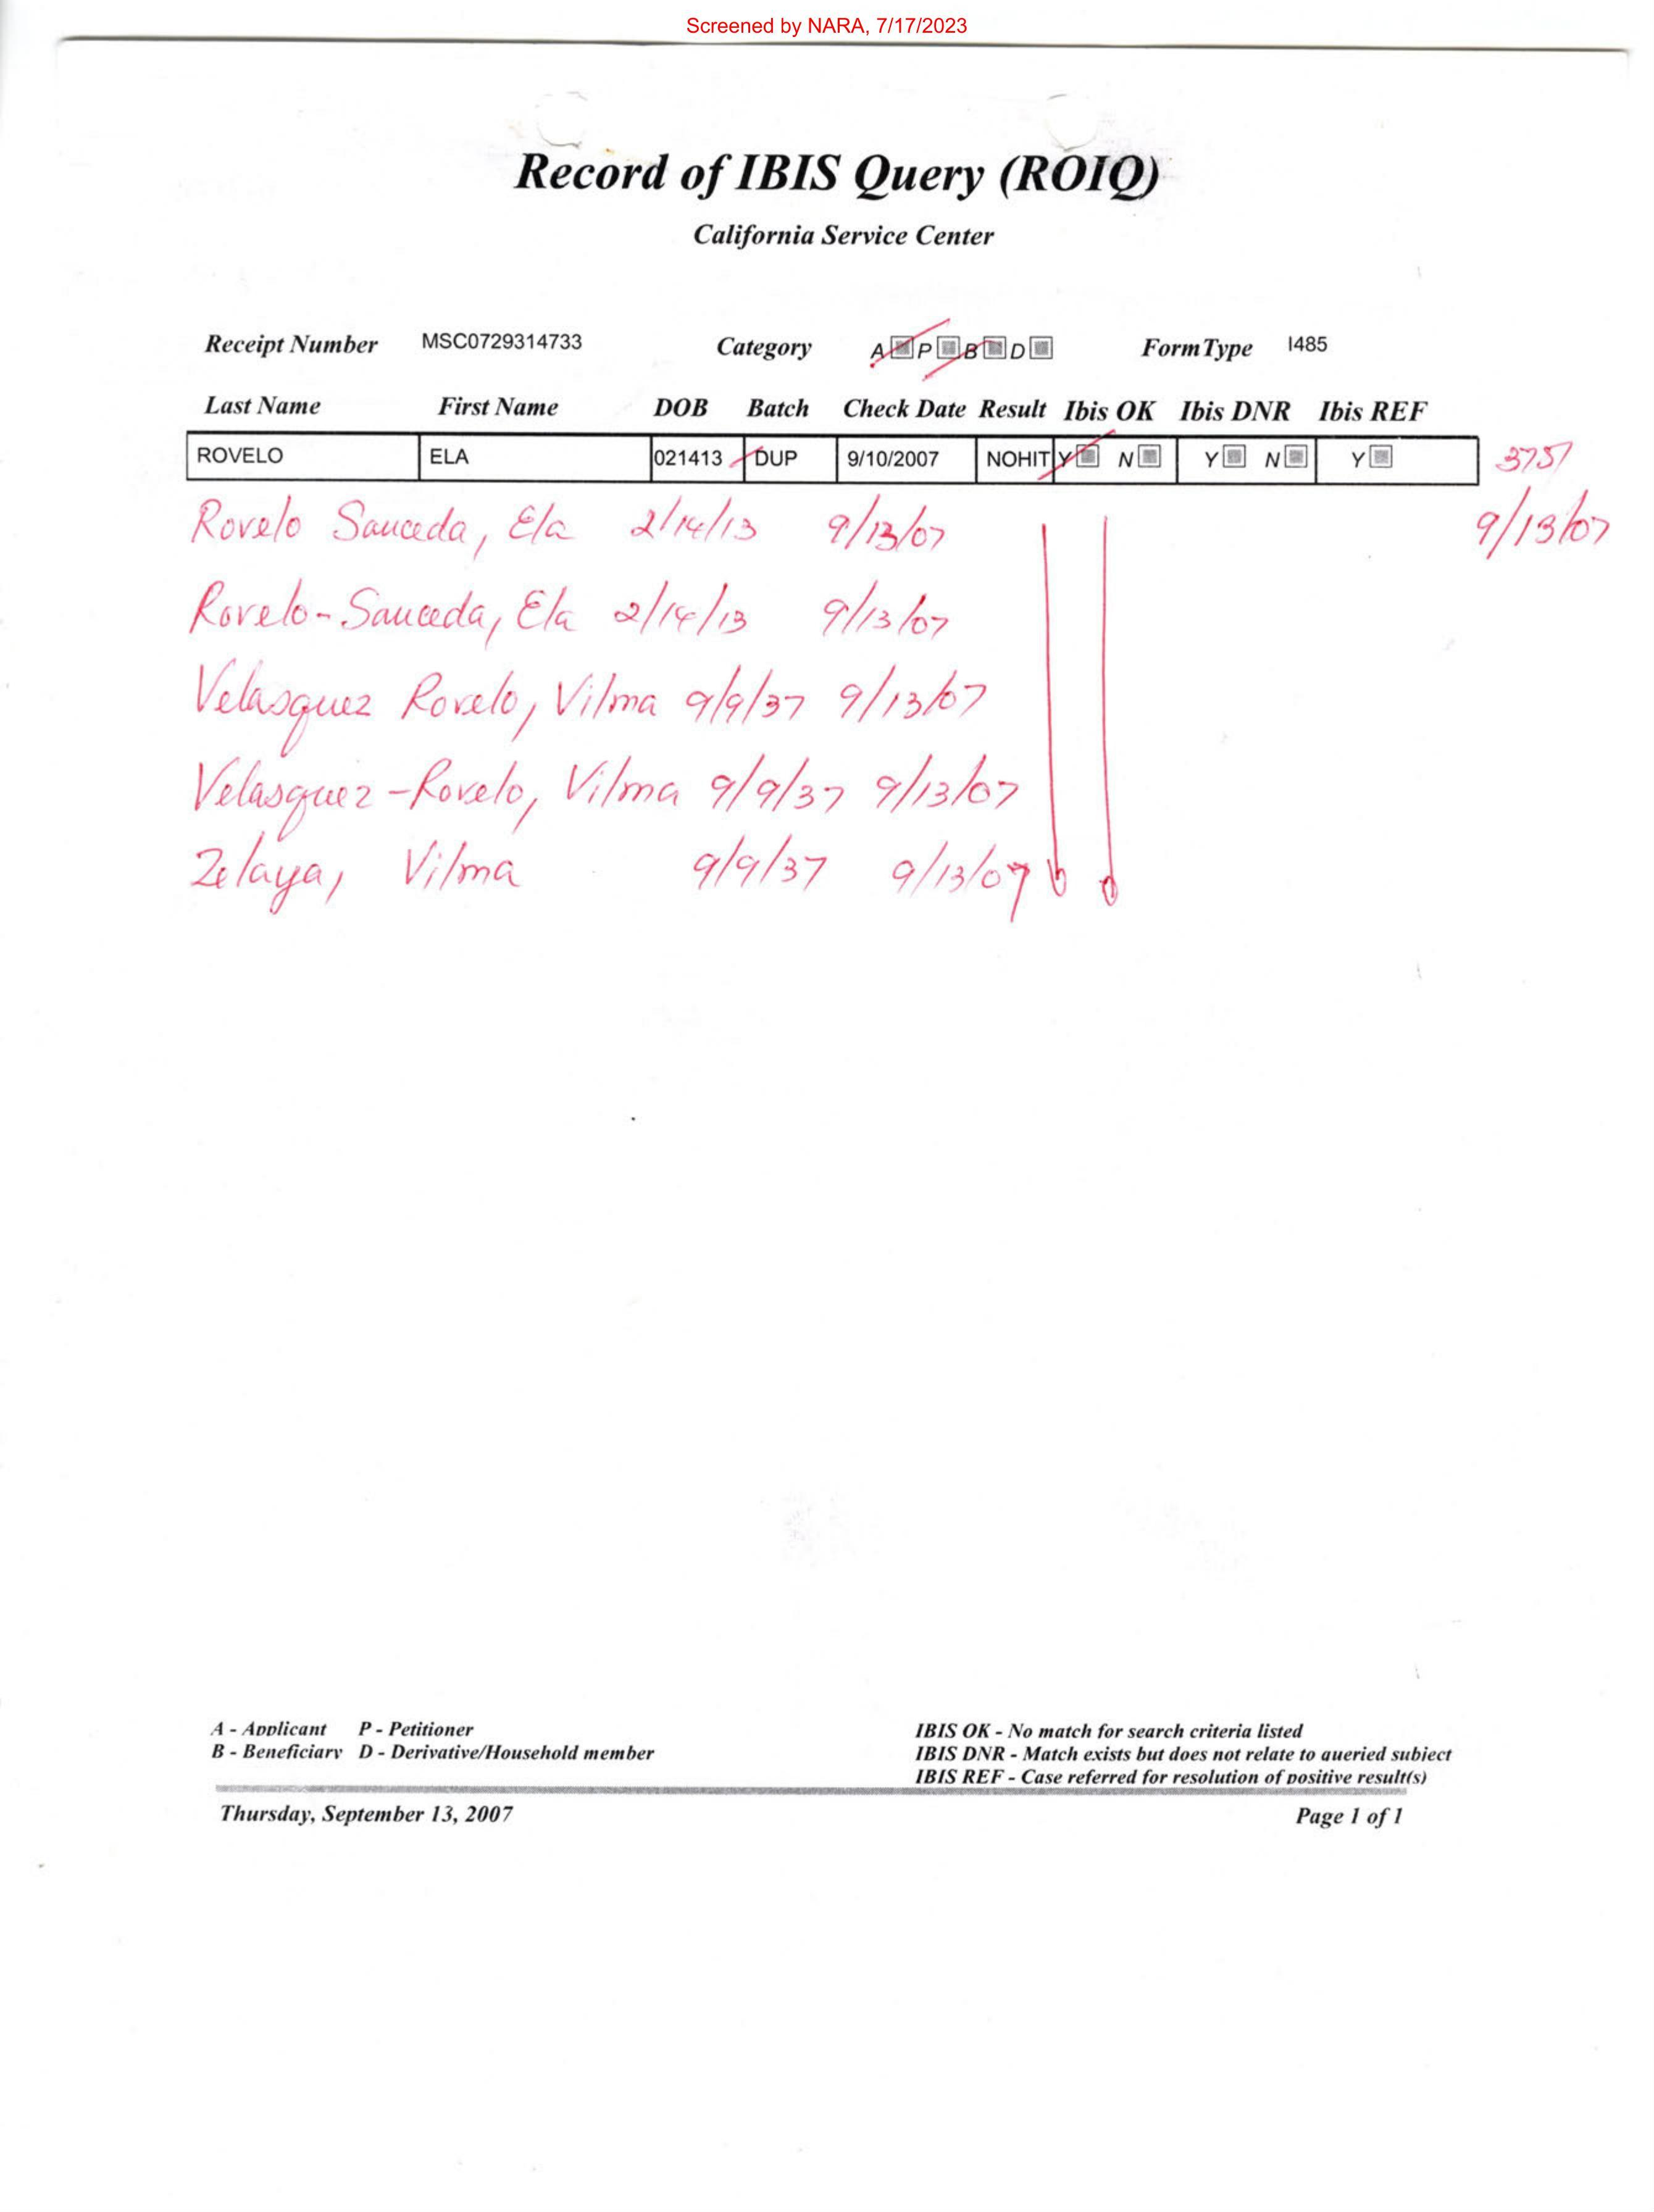 Screened by NARA, 7/17/2023
Record of IBIS Query (ROIQ)
California Service Center
Receipt Number MSC0729314733 Category A P B D Form Type I485
Last Name First Name DOB Batch Check Date Result Ibis OK Ibis DNR Ibis REF
ROVELO ELA 021413 DUP 9/10/2007 NOHIT Y N Y N Y 3751
Rovelo Sauceda, Ela 2/14/13 9/13/07 9/13/07
Rovelo-Sauceda, Ela 2/14/13 9/13/07
Velasquez Rovelo, Vilma 9/9/37 9/13/07
Velasquez-Rovelo, Vilma 9/9/37 9/13/07
Zelaya, Vilma 9/9/37 9/13/07
A - Applicant P - Petitioner IBIS OK - No match for search criteria listed
B - Beneficiary D - Derivative/Household member IBIS DNR - Match exists but does not relate to queried subject
IBIS REF - Case referred for resolution of positive result(s)
Thursday, September 13, 2007 Page 1 of 1